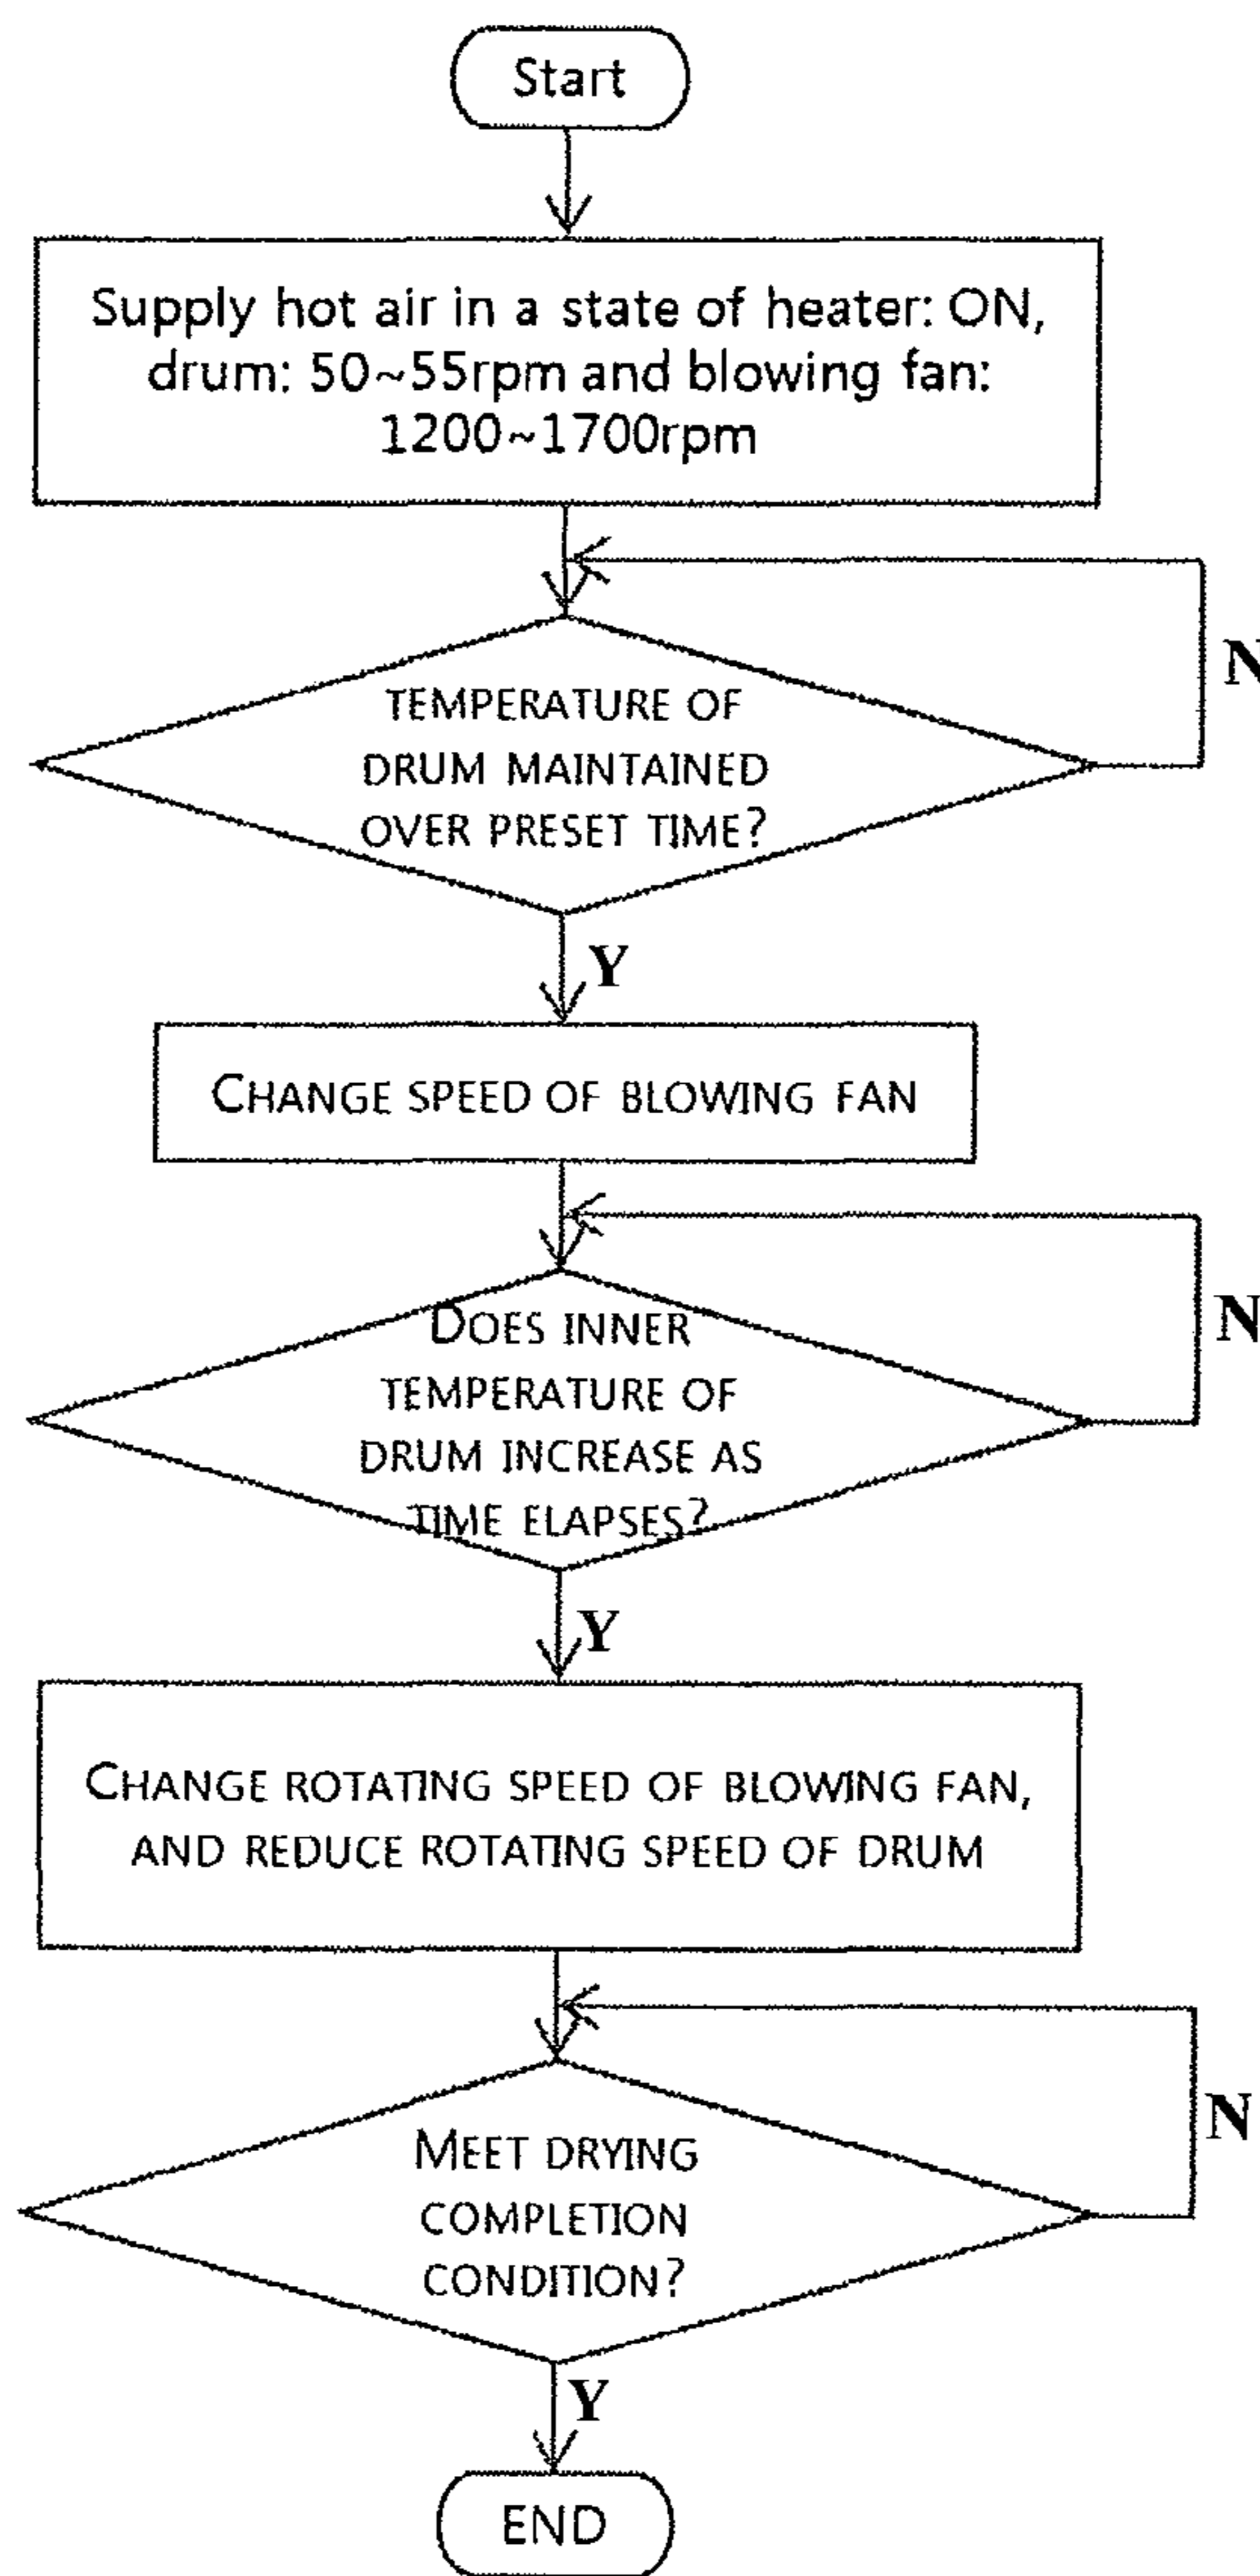 Start
Supply hot air in a state of heater: ON,
drum: 50~55rpm and blowing fan:
1200~1700rpm
N
TEMPERATURE OF
DRUM MAINTAINED
OVER PRESET TIME?
Y
CHANGE SPEED OF BLOWING FAN
N
DOES INNER
TEMPERATURE OF
DRUM INCREASE AS
TIME ELAPSES?
Y
CHANGE ROTATING SPEED OF BLOWING FAN,
AND REDUCE ROTATING SPEED OF DRUM
N
MEET DRYING
COMPLETION
CONDITION?
Y
END